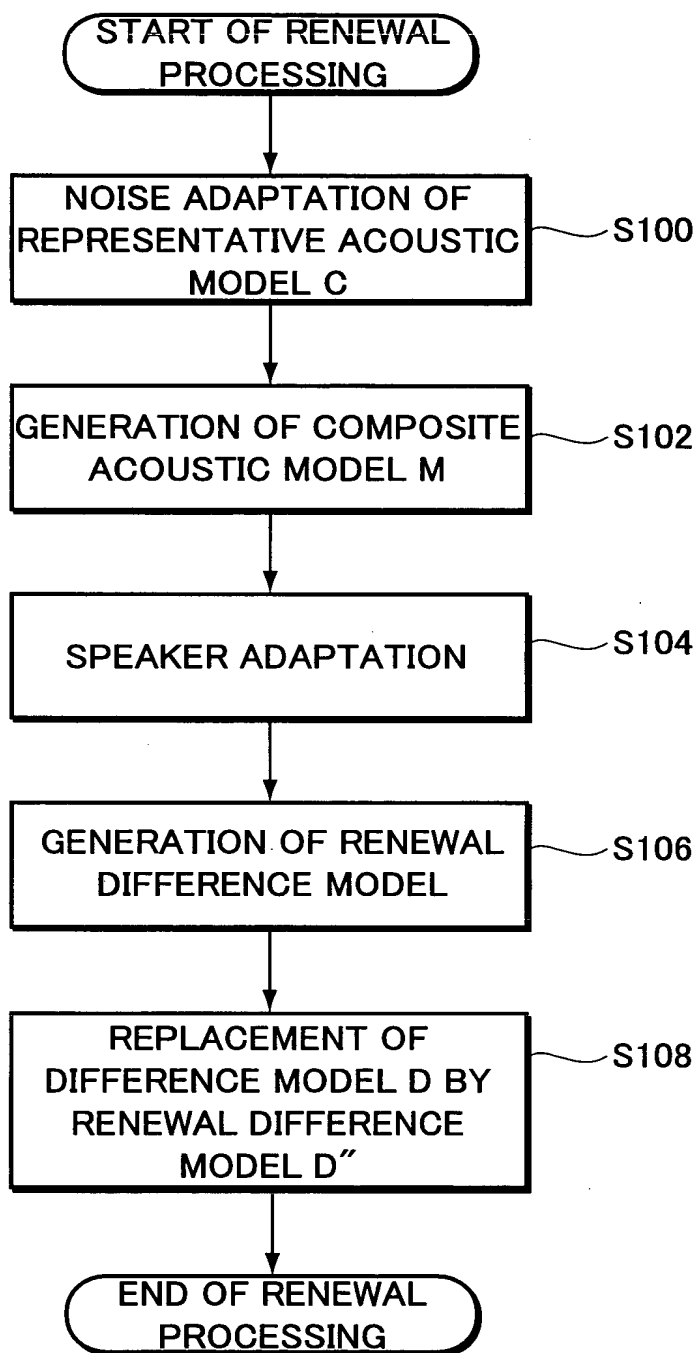 START OF RENEWAL
PROCESSING
NOISE ADAPTATION OF
REPRESENTATIVE ACOUSTIC
MODEL C
S100
GENERATION OF COMPOSITE
ACOUSTIC MODEL M
S102
SPEAKER ADAPTATION
S104
GENERATION OF RENEWAL
DIFFERENCE MODEL
S106
REPLACEMENT OF
DIFFERENCE MODEL D BY
RENEWAL DIFFERENCE
MODEL D″
S108
END OF RENEWAL
PROCESSING